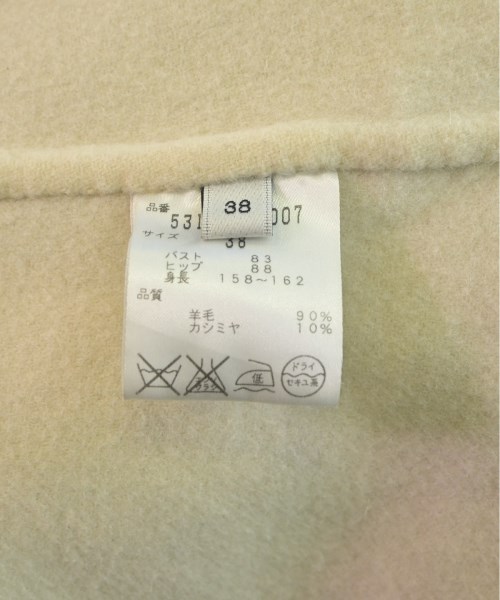 38
品番
531 007
サイズ 38
バスト 83
ヒップ 88
身長 158〜162
品質
羊毛 90%
カシミヤ 10%
低
ドライ
セキユ系